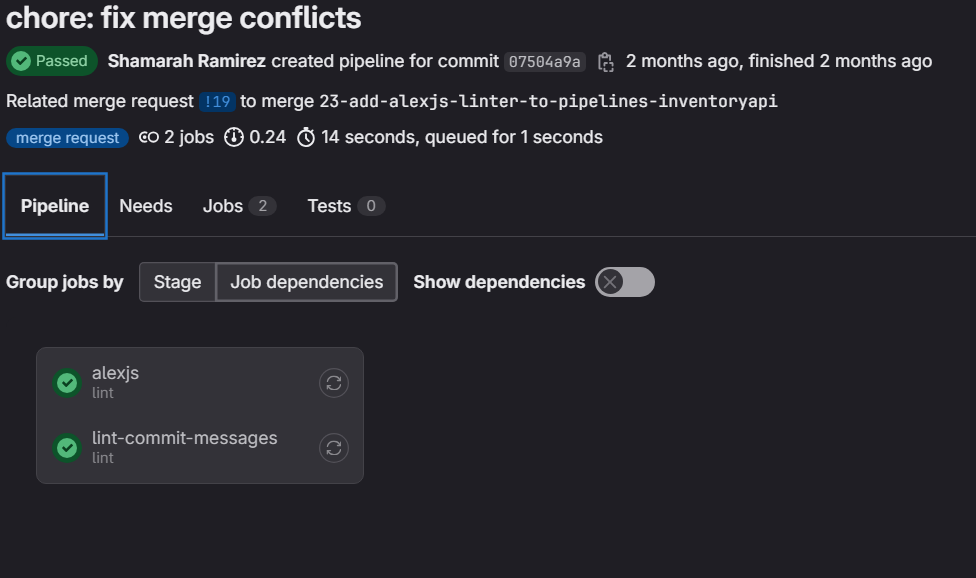 chore: fix merge conflicts
Passed Shamarah Ramirez created pipeline for commit 07504a9a 2 months ago, finished 2 months ago
Related merge request !19 to merge 23-add-alexjs-linter-to-pipelines-inventoryapi
merge request 2 jobs 0.24 14 seconds, queued for 1 seconds
Pipeline Needs Jobs 2 Tests 0
Group jobs by Stage Job dependencies Show dependencies
alexjs
lint
lint-commit-messages
lint